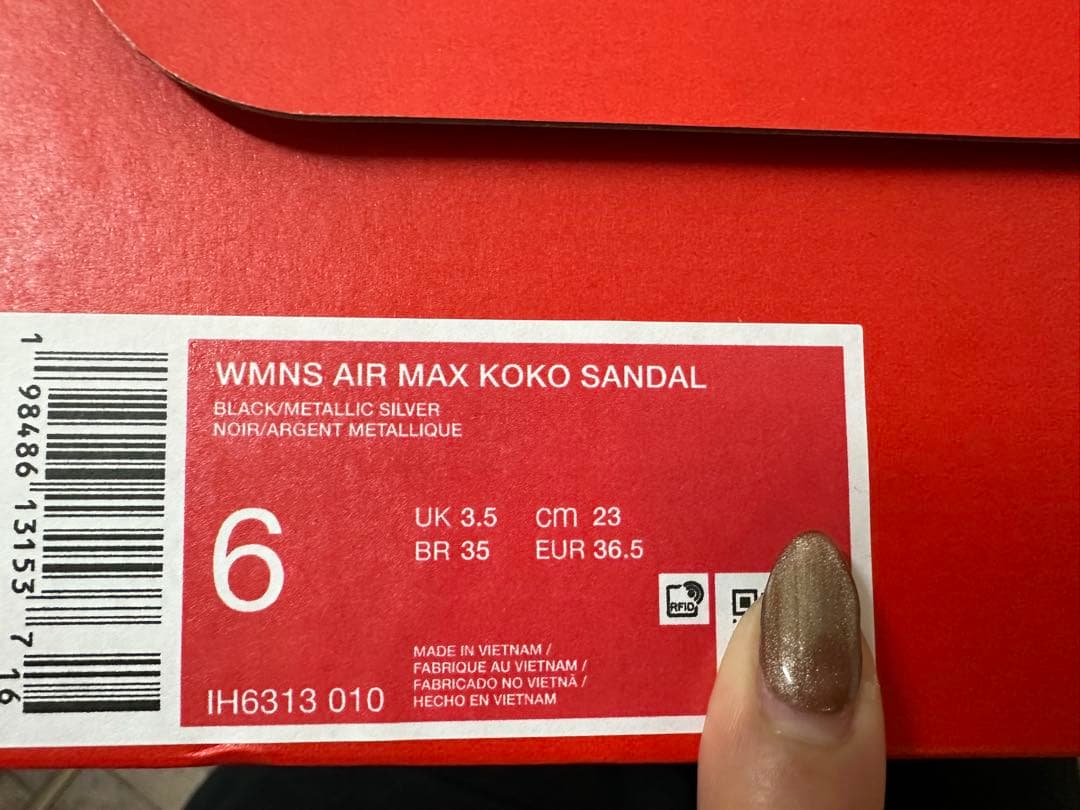 WMNS AIR MAX KOKO SANDAL
BLACK/METALLIC SILVER
NOIR/ARGENT METALLIQUE
6
UK 3.5 cm 23
BR 35 EUR 36.5
RFID
MADE IN VIETNAM /
FABRIQUE AU VIETNAM /
FABRICADO NO VIETNÃ /
HECHO EN VIETNAM
IH6313 010
1 98486 13153 7 16